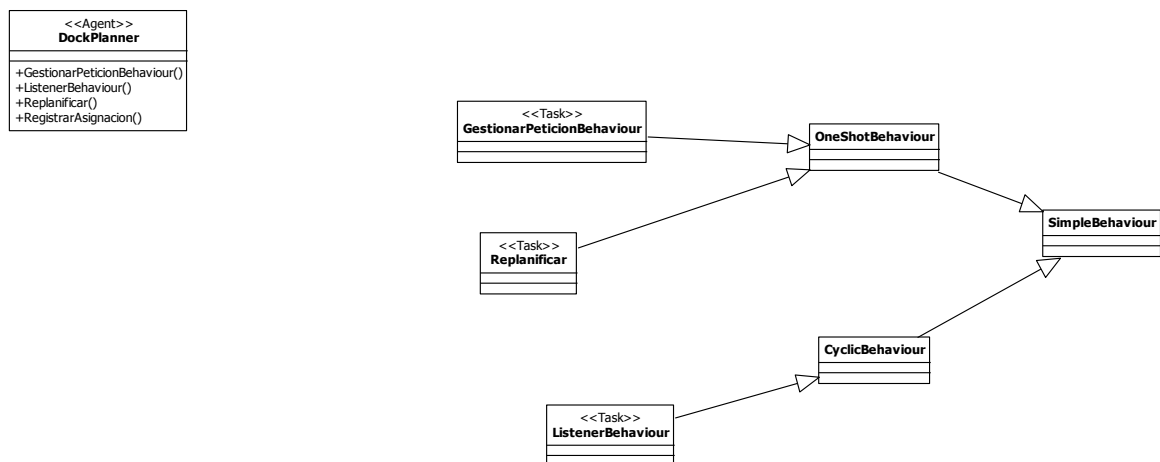 <<Agent>>
DockPlanner
+GestionarPeticionBehaviour()
+ListenerBehaviour()
+Replanificar()
+RegistrarAsignacion()
<<Task>>
GestionarPeticionBehaviour
OneShotBehaviour
SimpleBehaviour
<<Task>>
Replanificar
CyclicBehaviour
<<Task>>
ListenerBehaviour